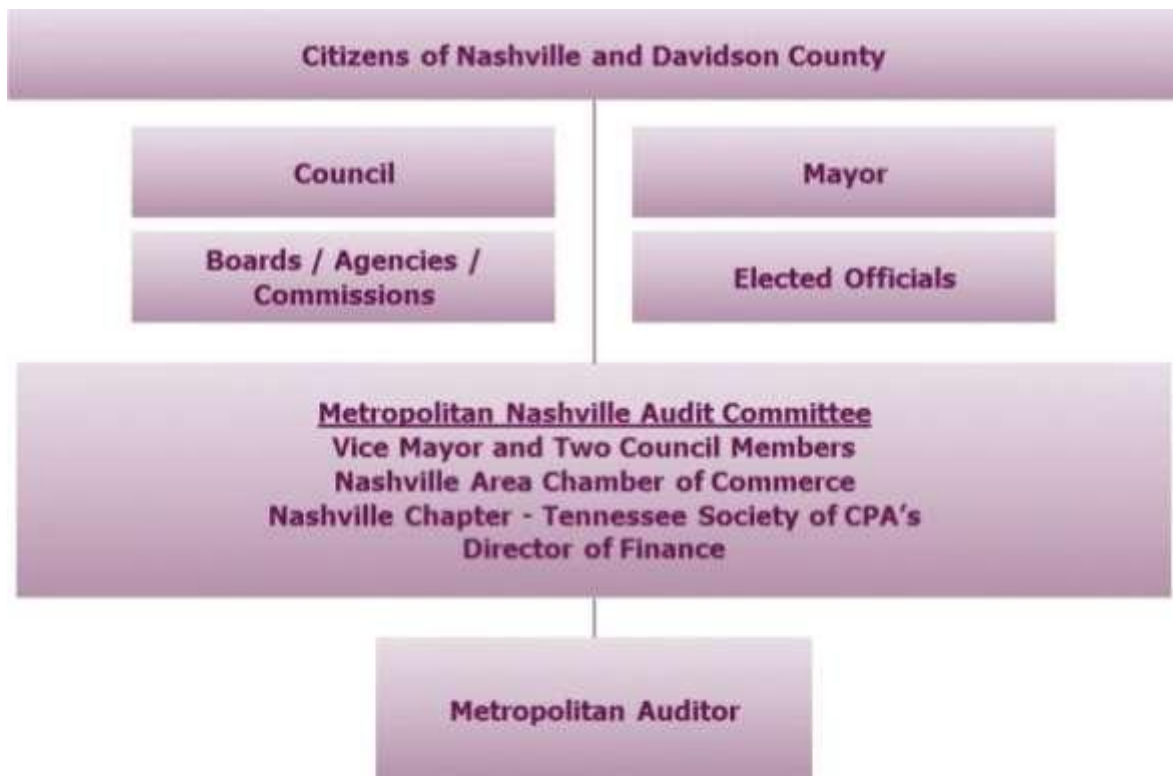 Citizens of Nashville and Davidson County
Council
Mayor
Boards / Agencies /
Commissions
Elected Officials
Metropolitan Nashville Audit Committee
Vice Mayor and Two Council Members
Nashville Area Chamber of Commerce
Nashville Chapter - Tennessee Society of CPA's
Director of Finance
Metropolitan Auditor